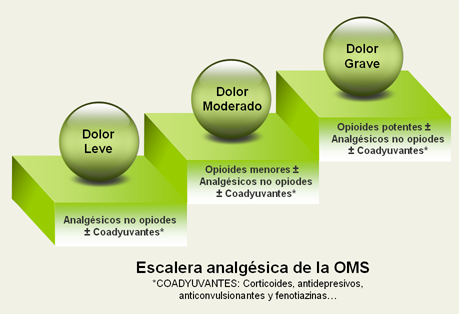 Dolor
Leve
Analgésicos no opiodes
± Coadyuvantes*
Dolor
Moderado
Opioides menores ±
Analgésicos no opiodes
± Coadyuvantes*
Dolor
Grave
Opioides potentes ±
Analgésicos no opiodes
± Coadyuvantes*
Escalera analgésica de la OMS
*COADYUVANTES: Corticoides, antidepresivos,
anticonvulsionantes y fenotiazinas...